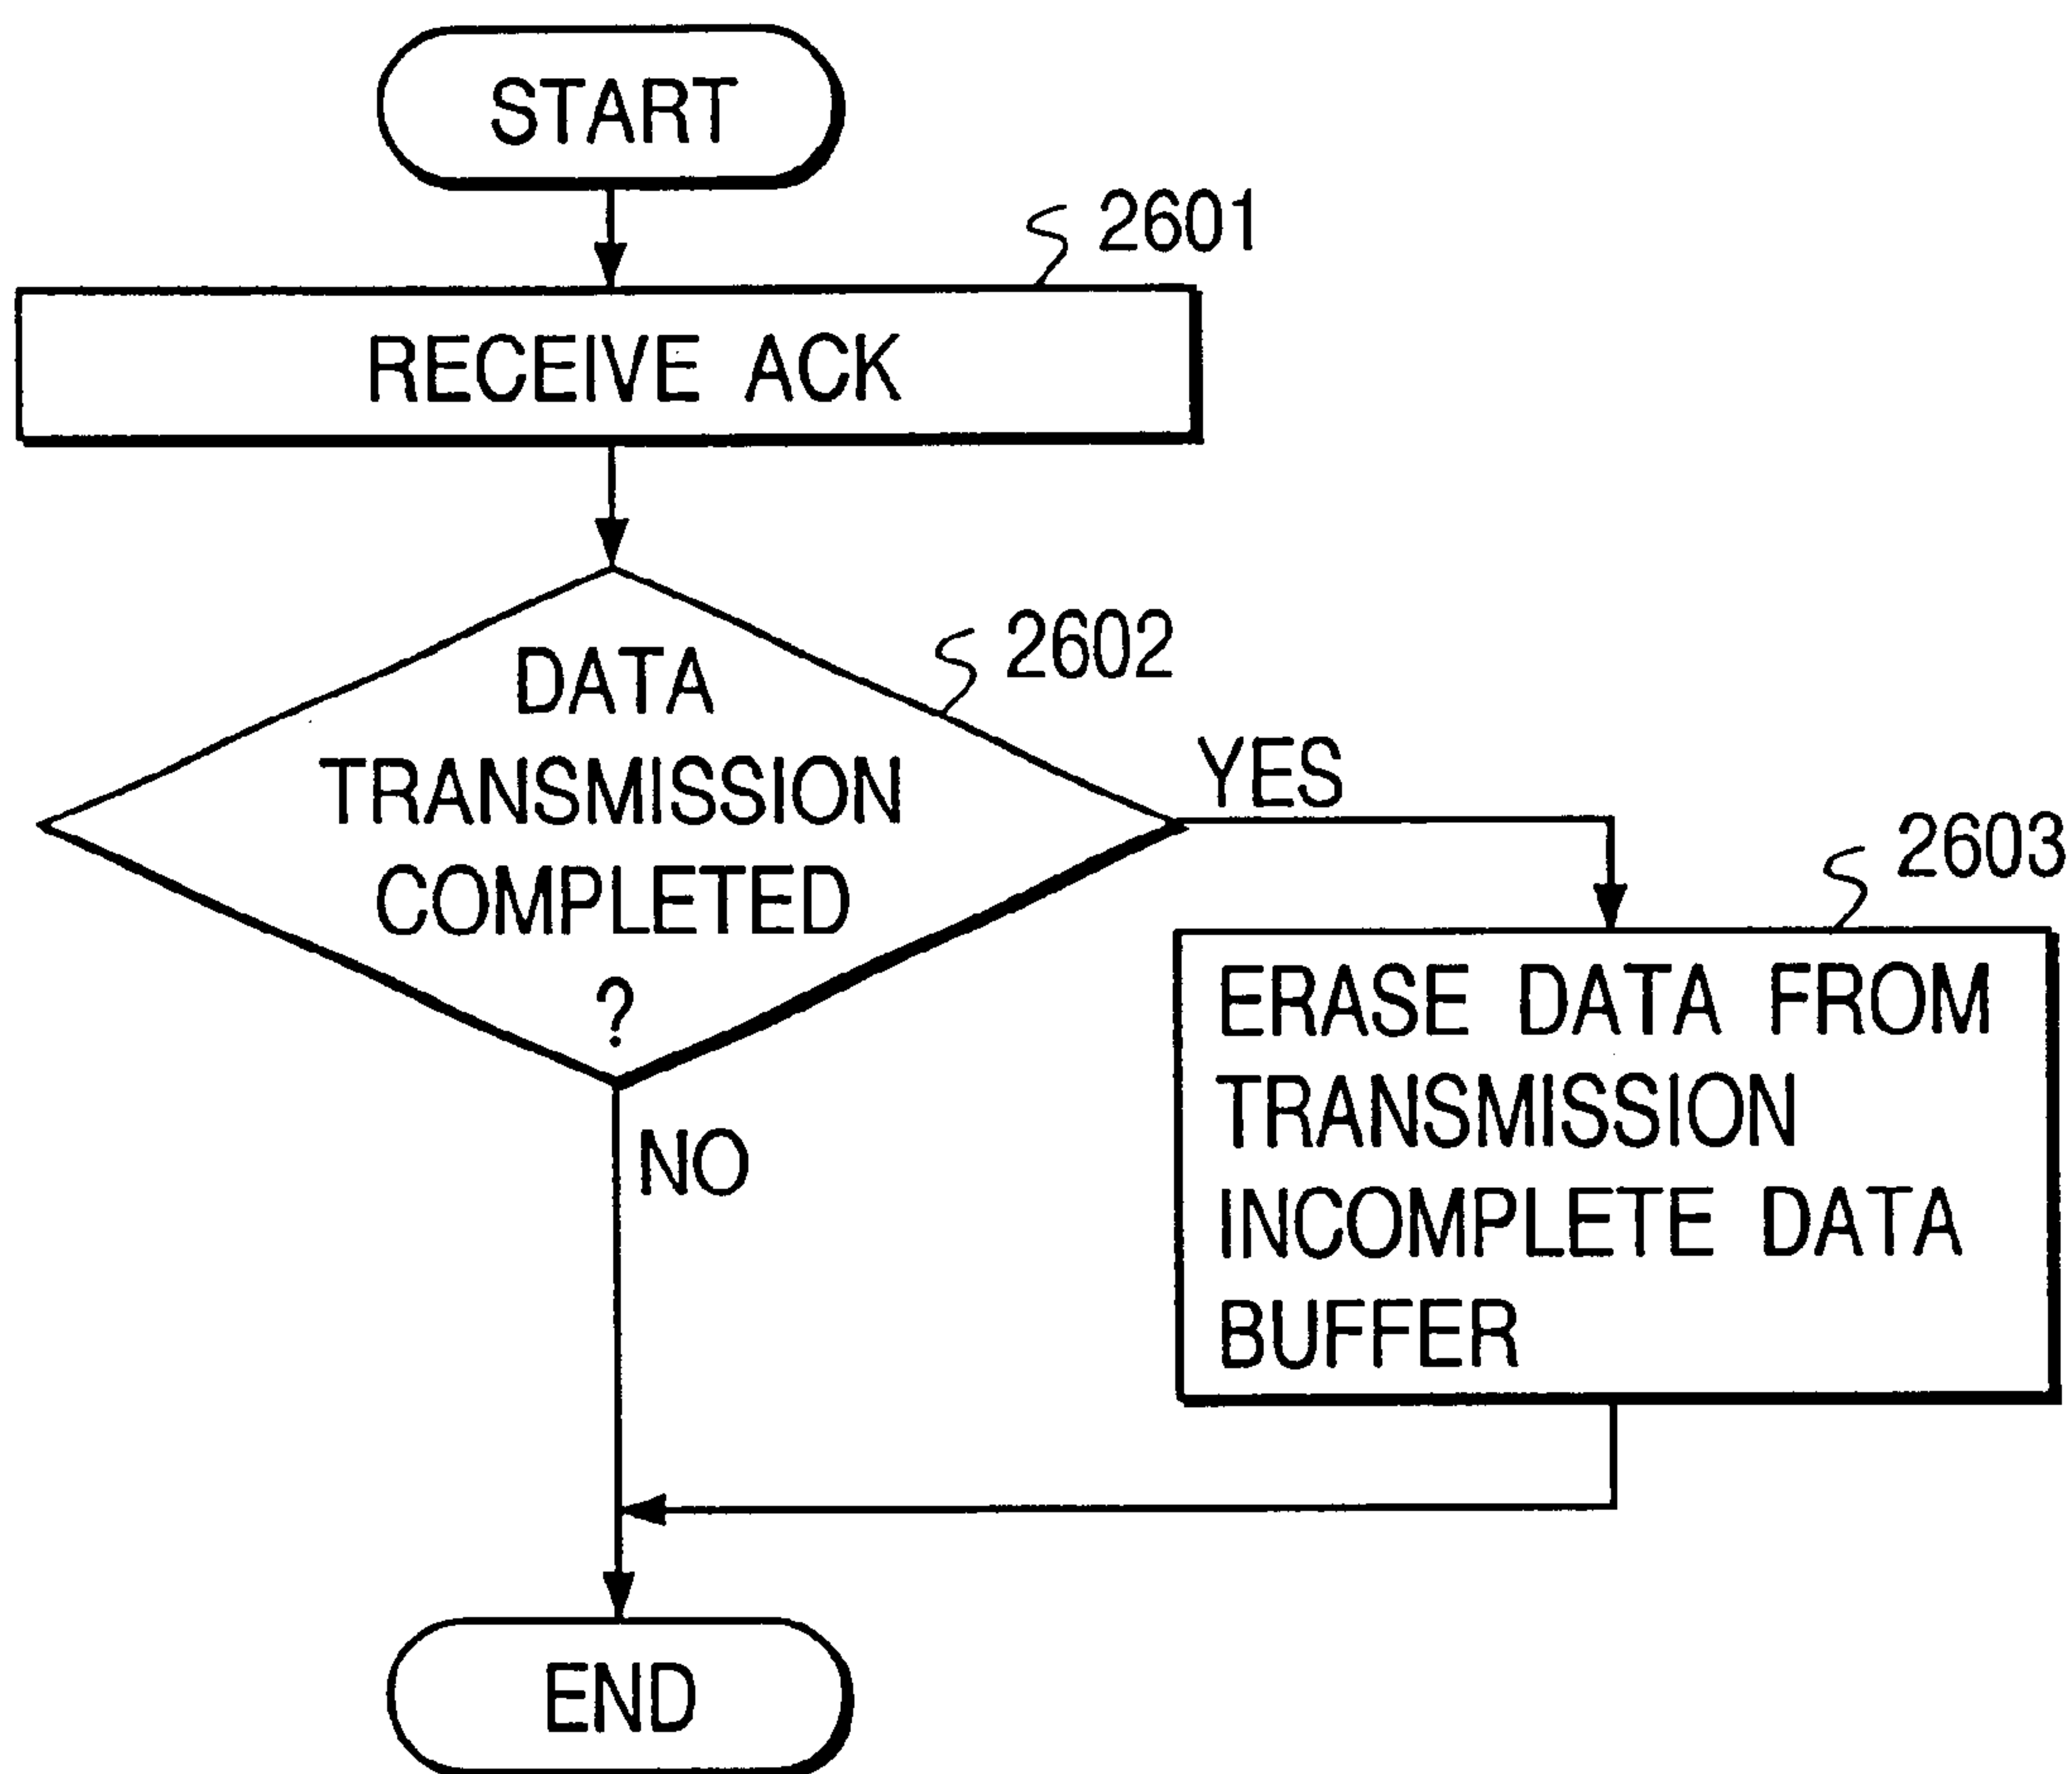 START
2601
RECEIVE ACK
2602
DATA
TRANSMISSION
COMPLETED
?
YES
NO
2603
ERASE DATA FROM
TRANSMISSION
INCOMPLETE DATA
BUFFER
END